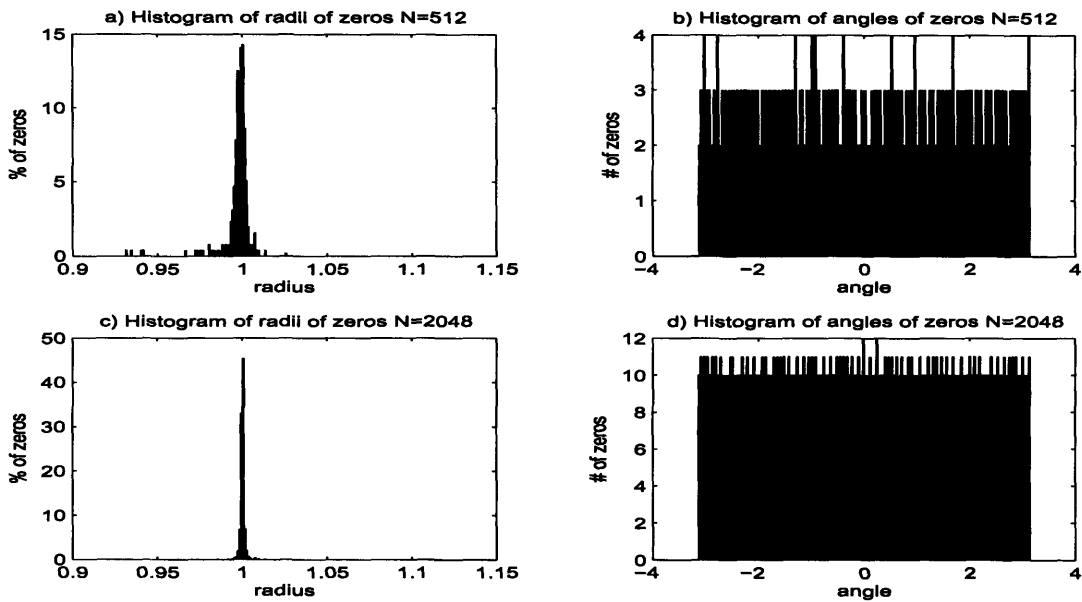 a) Histogram of radii of zeros N=512
15
10
5
0
% of zeros
0.9 0.95 1 1.05 1.1 1.15
radius
b) Histogram of angles of zeros N=512
4
3
2
1
0
# of zeros
−4 −2 0 2 4
angle
c) Histogram of radii of zeros N=2048
50
40
30
20
10
0
% of zeros
0.9 0.95 1 1.05 1.1 1.15
radius
d) Histogram of angles of zeros N=2048
12
10
8
6
4
2
0
# of zeros
−4 −2 0 2 4
angle